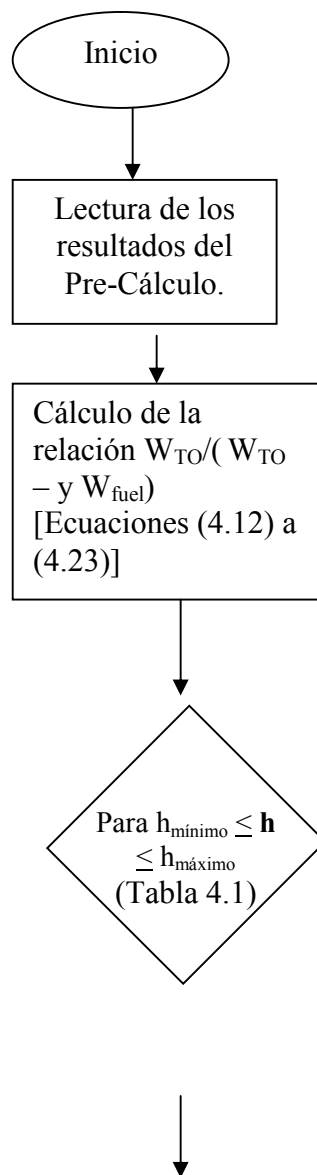 Inicio
Lectura de los
resultados del
Pre-Cálculo.
Cálculo de la
relación W_TO/( W_TO
– y W_fuel)
[Ecuaciones (4.12) a
(4.23)]
Para h_mínimo ≤ h
≤ h_máximo
(Tabla 4.1)